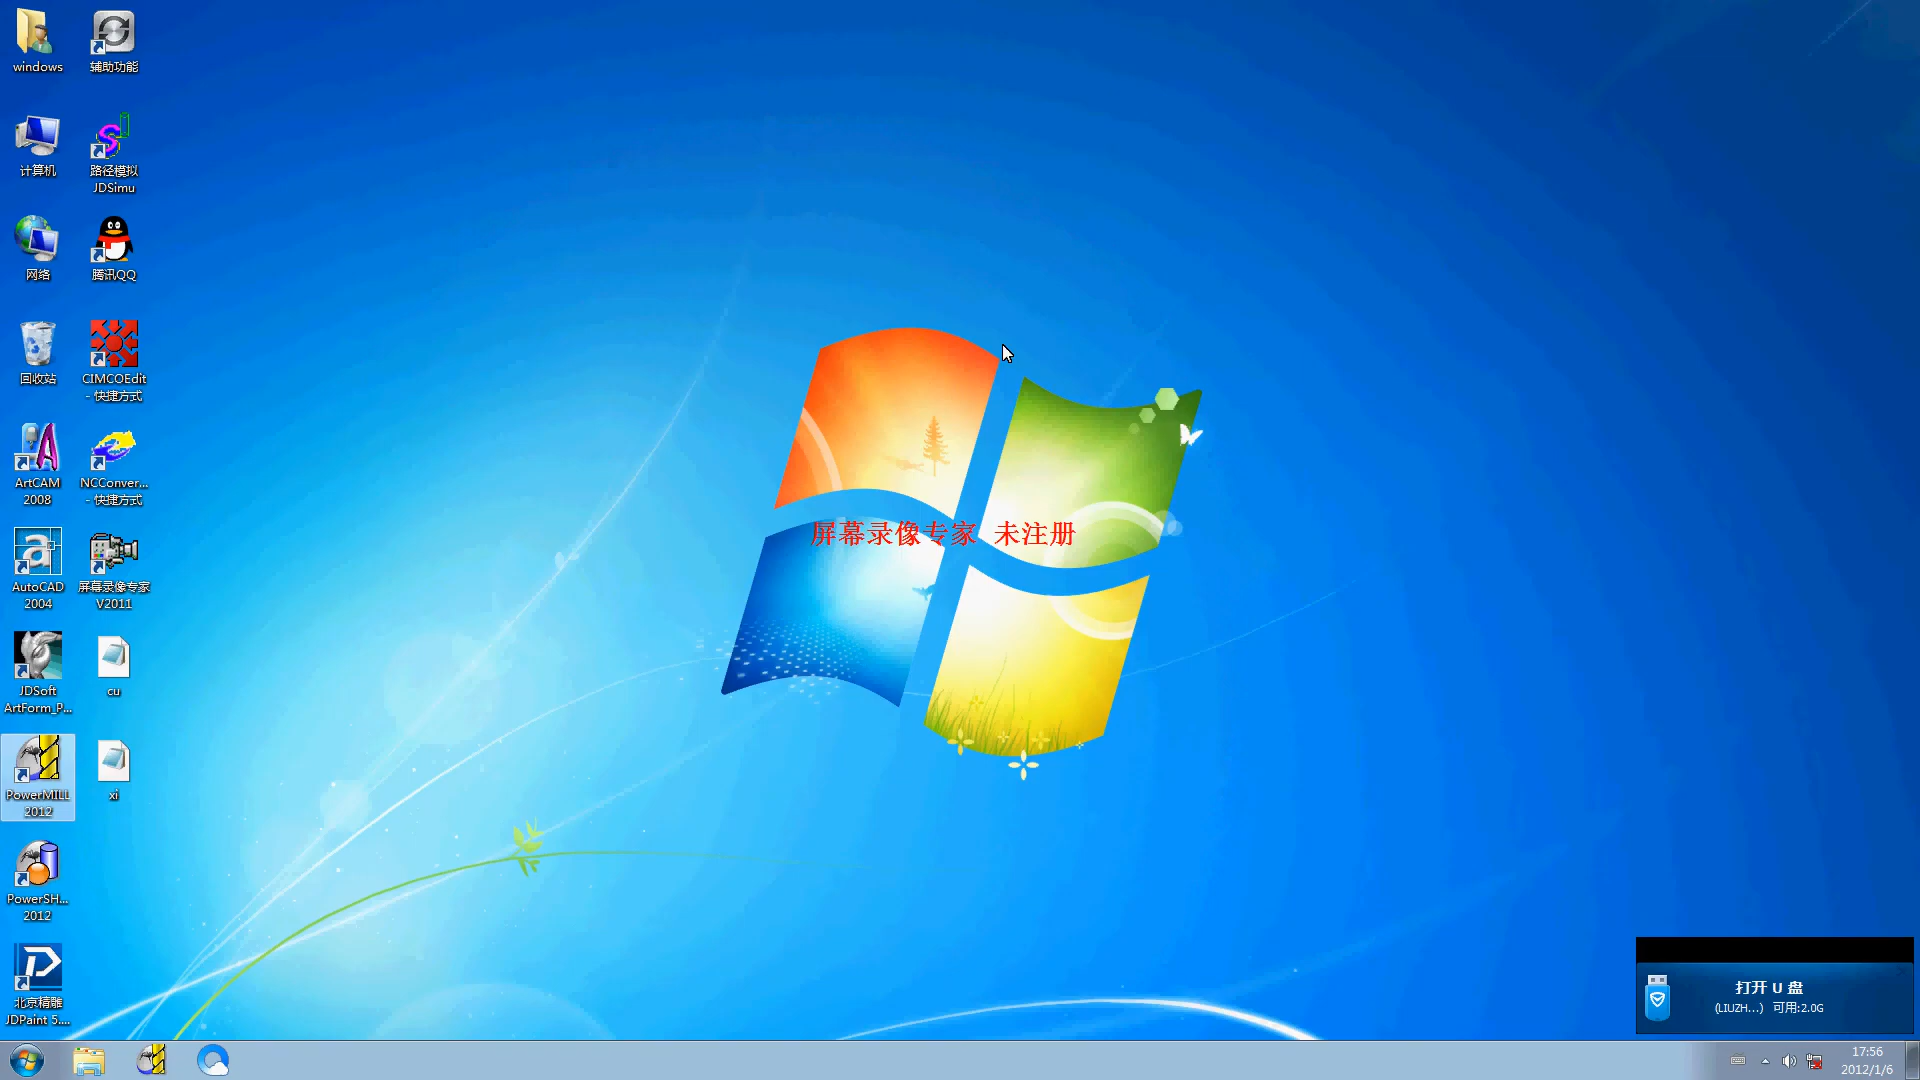 windows
辅助功能
计算机
路径模拟
JDSimu
网络
腾讯QQ
回收站
CIMCOEdit
- 快捷方式
ArtCAM
2008
NCConver...
- 快捷方式
AutoCAD
2004
屏幕录像专家
V2011
JDSoft
ArtForm_P...
cu
PowerMILL
2012
xi
PowerSH...
2012
北京精雕
JDPaint 5....
屏幕录像专家 未注册
打开 U 盘
(LIUZH...) 可用:2.0G
17:56
2012/1/6